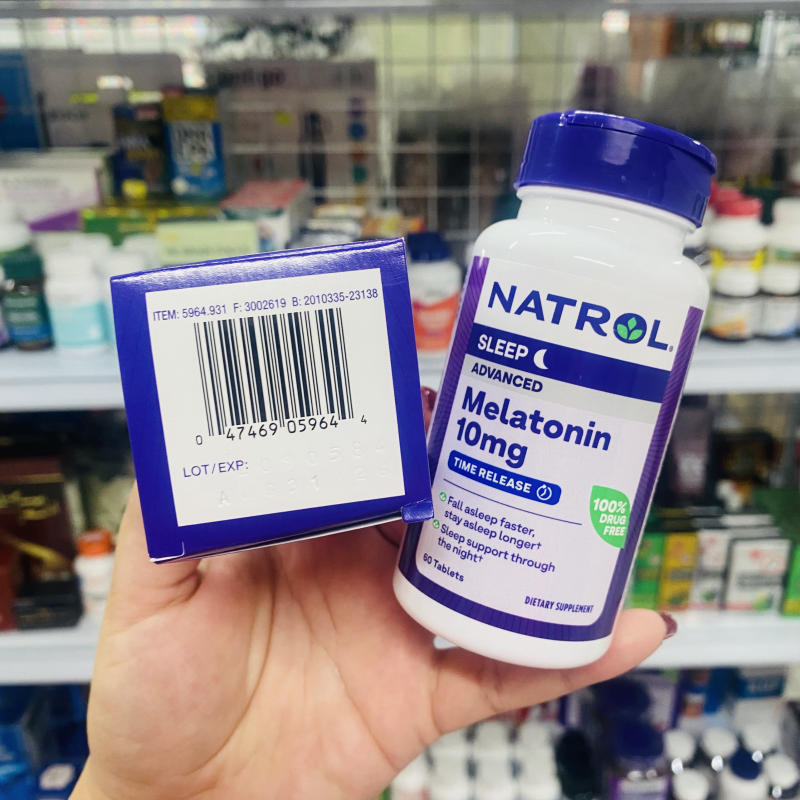 ITEM: 5964.931 F: 3002619 B: 2010335-23138
0 47469 05964 4
LOT/EXP:
NATROL
SLEEP
ADVANCED
Melatonin
10mg
TIME RELEASE
Fall asleep faster,
stay asleep longer†
Sleep support through
the night†
60 Tablets
100%
DRUG
FREE
DIETARY SUPPLEMENT